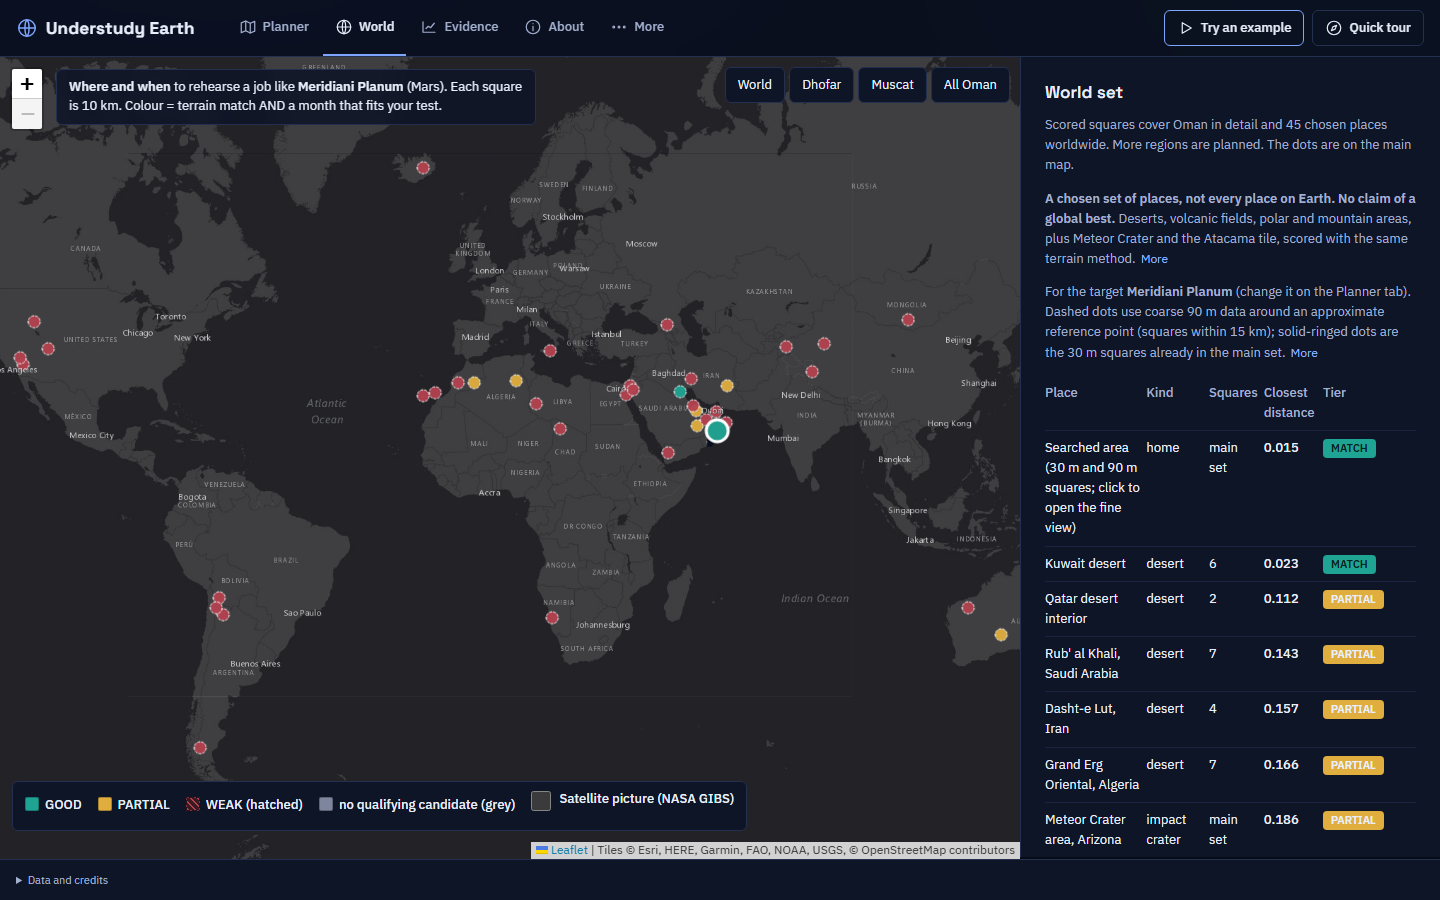 Understudy Earth
Planner
World
Evidence
About
More
Try an example
Quick tour
+
−
Where and when to rehearse a job like Meridiani Planum (Mars). Each square
is 10 km. Colour = terrain match AND a month that fits your test.
World
Dhofar
Muscat
All Oman
GREENLAND
RUSSIA
SWEDEN
FINLAND
NORWAY
Stockholm
Moscow
UNITED
KINGDOM
London
GERMANY
POLAND
Warsaw
Paris
FRANCE
UKRAINE
KAZAKHSTAN
MONGOLIA
Milan
ITALY
Madrid
Istanbul
GREECE
TURKEY
Beijing
CANADA
Toronto
Chicago
New York
UNITED STATES
os Angeles
Atlantic
Ocean
MÉXICO
Mexico City
ALGERIA
LIBYA
Cair
EGYPT
Baghdad
IRAN
SAUDI ARAB
Dubai
New Delhi
INDIA
Mumbai
CHINA
Shanghai
MYANMAR
(BURMA)
Hong Kong
Bangkok
MALI
NIGER
CHAD
SUDAN
NIGERIA
ETHIOPIA
Accra
VENEZUELA
Bogota
COLOMBIA
PERÚ
BRAZIL
BOLIVIA
Sao Paulo
Buenos Aires
ARGENTINA
DR CONGO
TANZANIA
ANGOLA
ZAMBIA
NAMIBIA
Johannesburg
SOUTH AFRICA
Indian Ocean
Singapore
Jakarta
INDONESIA
AU
GOOD
PARTIAL
WEAK (hatched)
no qualifying candidate (grey)
Satellite picture (NASA GIBS)
Leaflet | Tiles © Esri, HERE, Garmin, FAO, NOAA, USGS, © OpenStreetMap contributors
World set
Scored squares cover Oman in detail and 45 chosen places
worldwide. More regions are planned. The dots are on the main
map.
A chosen set of places, not every place on Earth. No claim of a
global best. Deserts, volcanic fields, polar and mountain areas,
plus Meteor Crater and the Atacama tile, scored with the same
terrain method. More
For the target Meridiani Planum (change it on the Planner tab).
Dashed dots use coarse 90 m data around an approximate
reference point (squares within 15 km); solid-ringed dots are
the 30 m squares already in the main set. More
Place Kind Squares Closest Tier
distance
Searched area home main 0.015 MATCH
(30 m and 90 m set
squares; click to
open the fine
view)
Kuwait desert desert 6 0.023 MATCH
Qatar desert desert 2 0.112 PARTIAL
interior
Rub' al Khali, desert 7 0.143 PARTIAL
Saudi Arabia
Dasht-e Lut, desert 4 0.157 PARTIAL
Iran
Grand Erg desert 7 0.166 PARTIAL
Oriental, Algeria
Meteor Crater impact main 0.186 PARTIAL
area, Arizona crater set
Data and credits